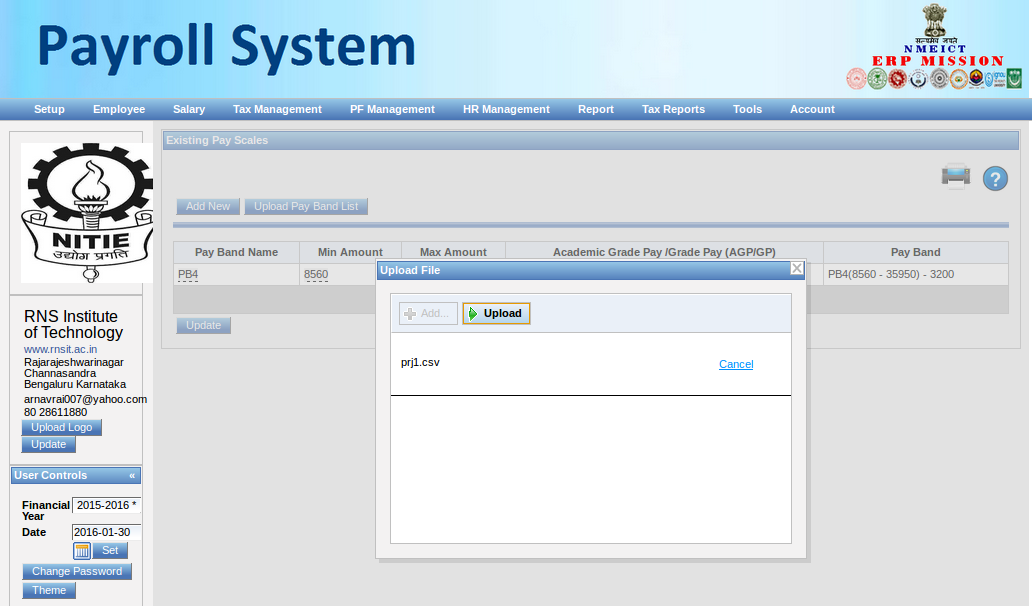 Payroll System
सत्यमेव जयते
NMEICT
ERP MISSION
Setup Employee Salary Tax Management PF Management HR Management Report Tax Reports Tools Account
NITIE
उद्योग प्रगति
RNS Institute
of Technology
www.rnsit.ac.in
Rajarajeshwarinagar
Channasandra
Bengaluru Karnataka
arnavrai007@yahoo.com
80 28611880
Upload Logo
Update
User Controls «
Financial Year 2015-2016 *
Date 2016-01-30
Set
Change Password
Theme
Existing Pay Scales
?
Add New Upload Pay Band List
Pay Band Name Min Amount Max Amount Academic Grade Pay /Grade Pay (AGP/GP) Pay Band
PB4 8560 PB4(8560 - 35950) - 3200
Update
Upload File
Add... Upload
prj1.csv Cancel